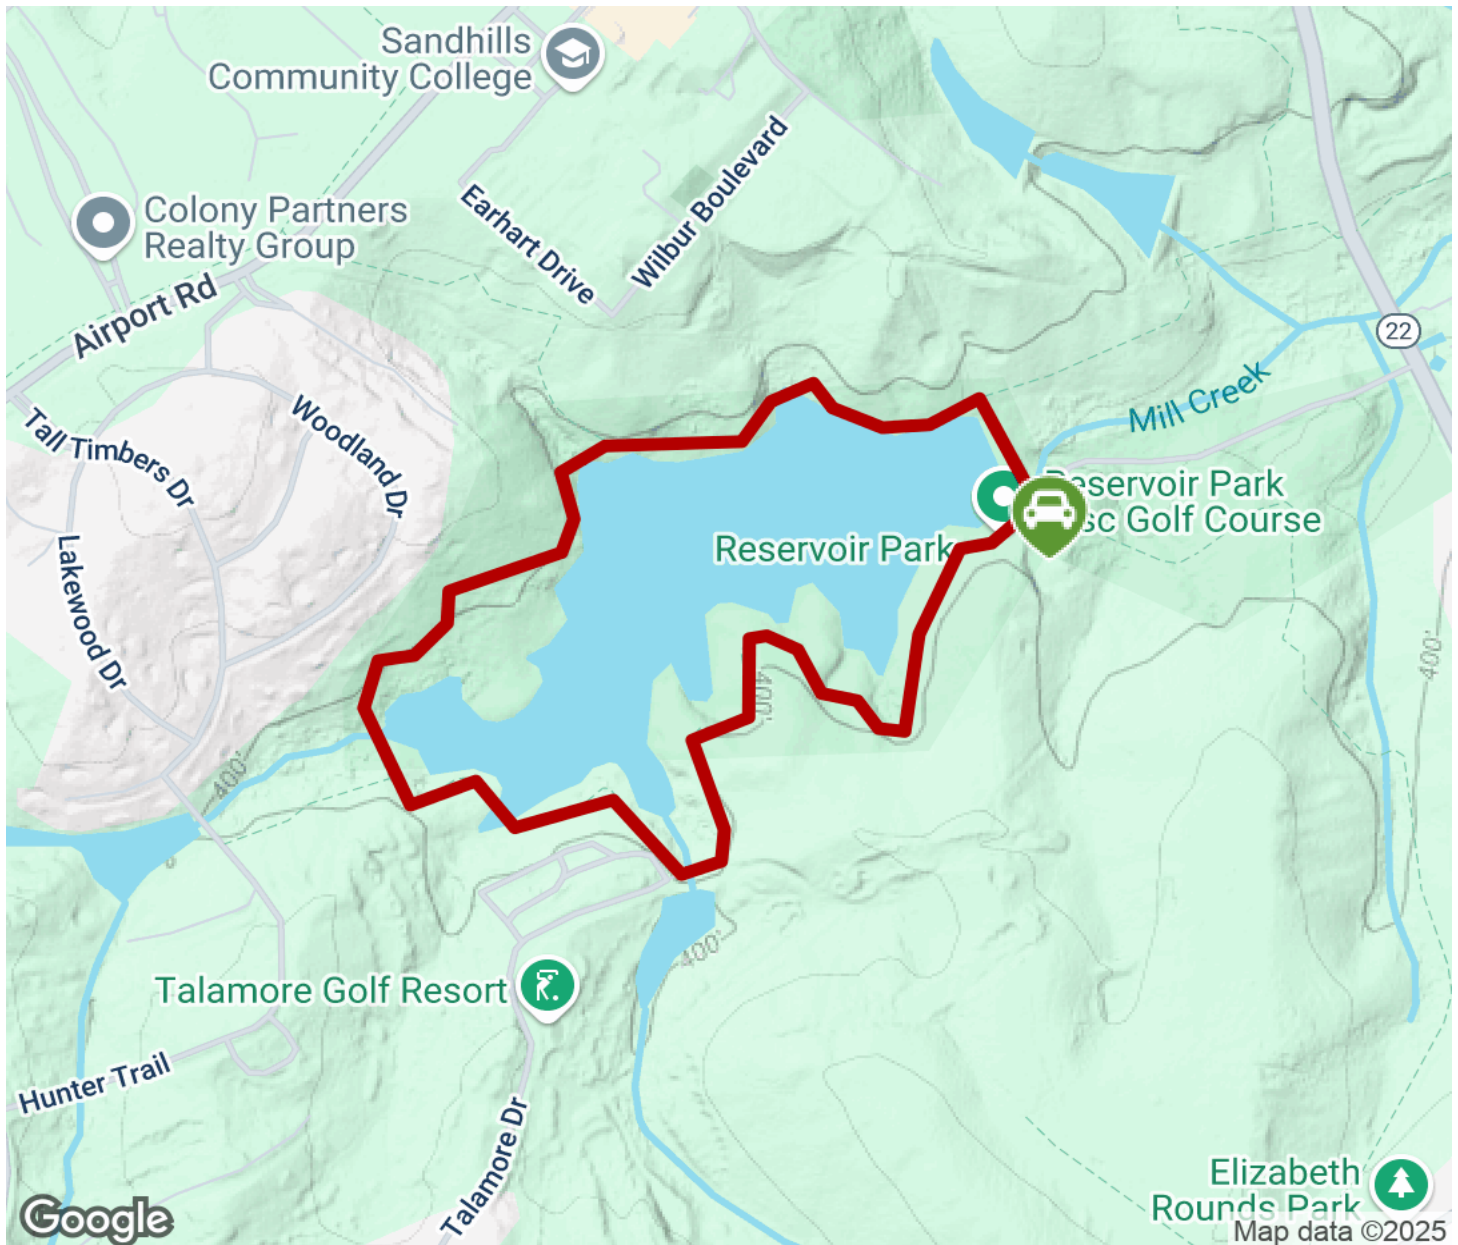 Sandhills
Community College
Colony Partners
Realty Group
Airport Rd
Earhart Drive
Wilbur Boulevard
22
Mill Creek
Tall Timbers Dr
Woodland Dr
Lakewood Dr
Reservoir Park
Golf Course
Reservoir Park
400'
400'
400'
400'
Talamore Golf Resort
Hunter Trail
Talamore Dr
Elizabeth
Rounds Park
Google
Map data ©2025